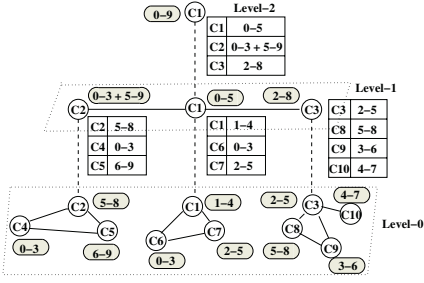 0–9 C1 Level–2
C1 0–5
C2 0–3 + 5–9
C3 2–8
Level–1
0–3 + 5–9 0–5 2–8
C2 C1 C3
C2 5–8
C4 0–3
C5 6–9
C1 1–4
C6 0–3
C7 2–5
C3 2–5
C8 5–8
C9 3–6
C10 4–7
C2 5–8 C1 1–4 2–5 C3 4–7
C10
C4 C5 C6 C7 C8 C9
Level–0
0–3 6–9 0–3 2–5 5–8 3–6